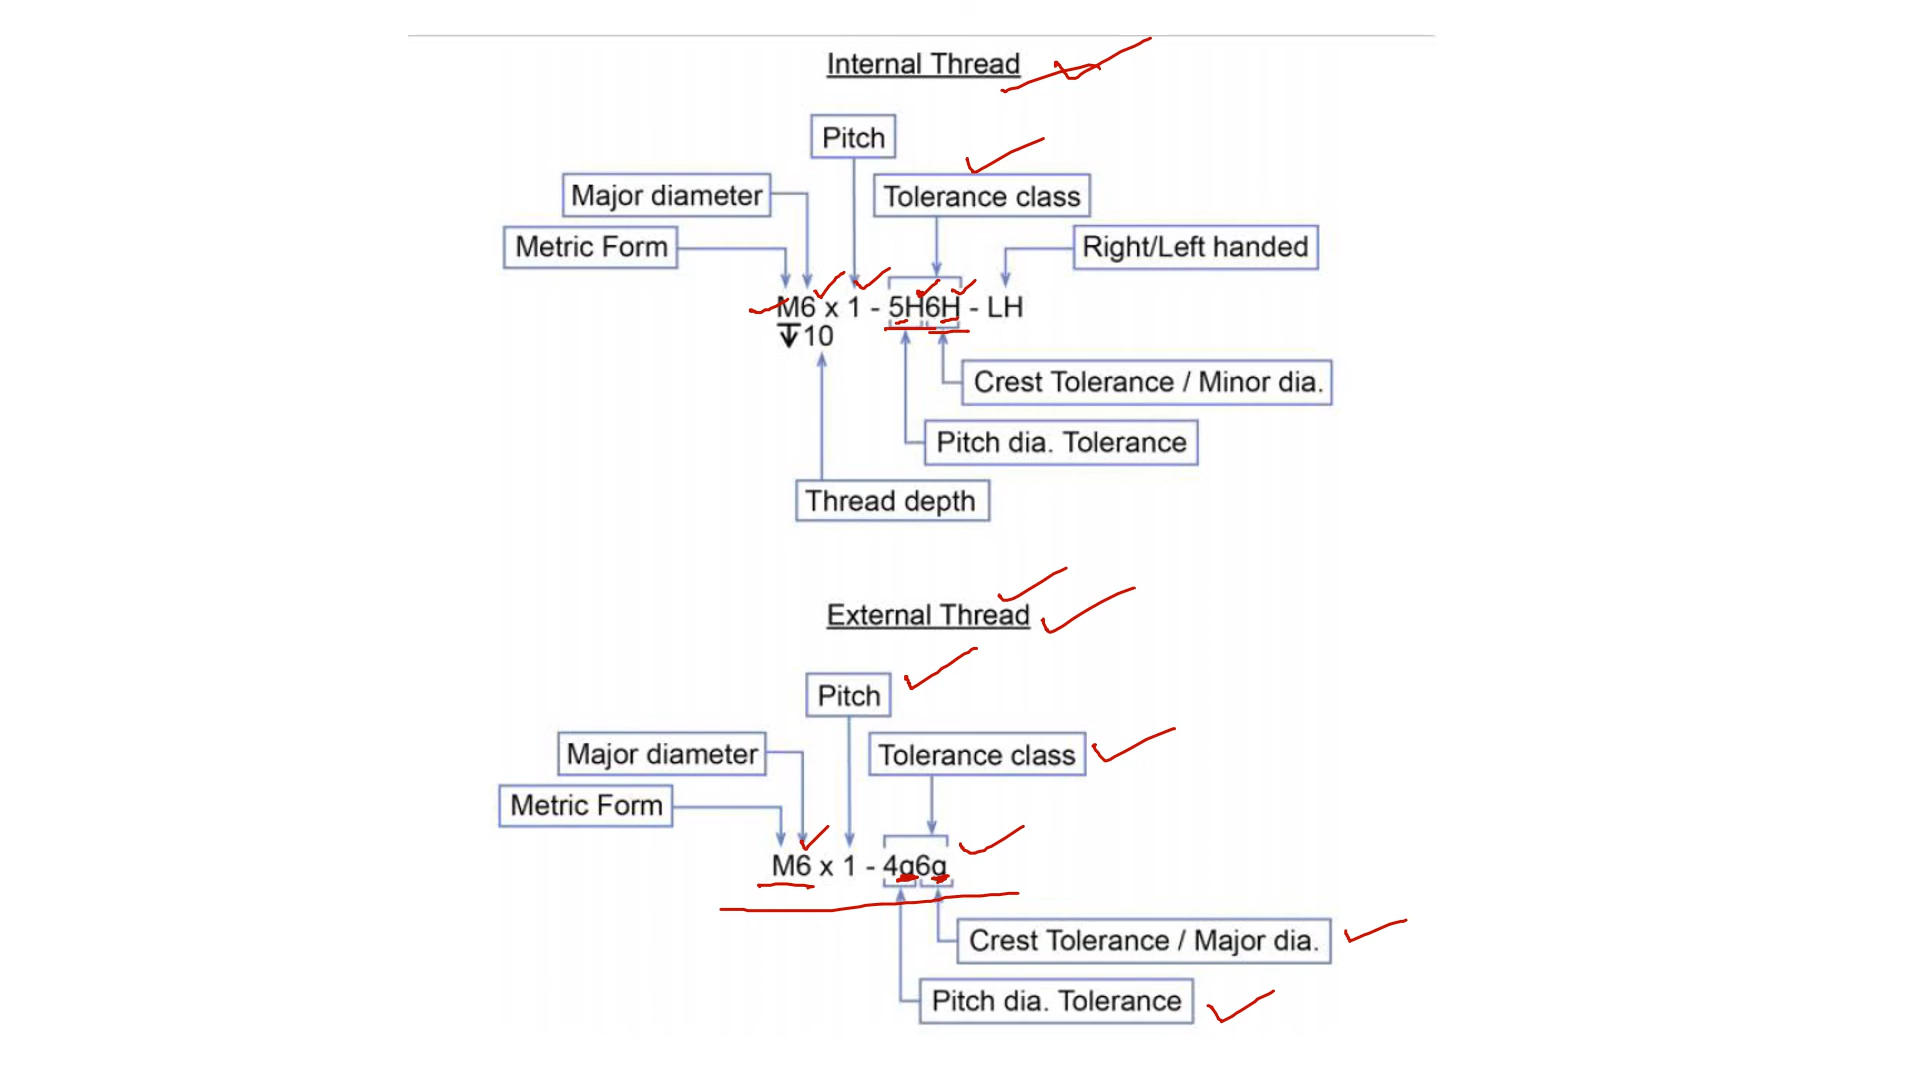 Internal Thread
Pitch
Major diameter
Tolerance class
Metric Form
Right/Left handed
M6 x 1 - 5H6H - LH
↧10
Crest Tolerance / Minor dia.
Pitch dia. Tolerance
Thread depth
External Thread
Pitch
Major diameter
Tolerance class
Metric Form
M6 x 1 - 4g6g
Crest Tolerance / Major dia.
Pitch dia. Tolerance